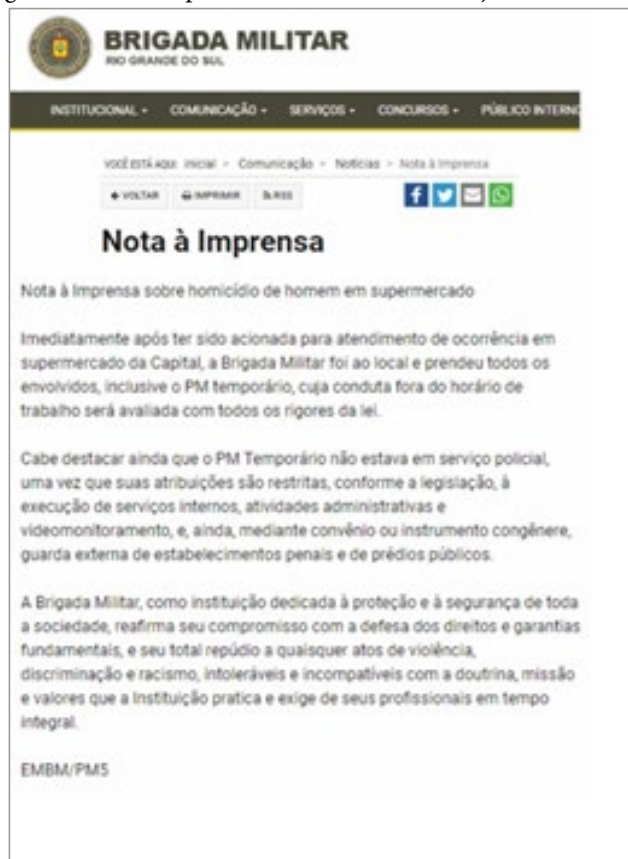 BRIGADA MILITAR
RIO GRANDE DO SUL
INSTITUCIONAL COMUNICAÇÃO SERVIÇOS CONCURSOS PÚBLICO INTERNO
VOCÊ ESTÁ AQUI: Inicial > Comunicação > Notícias > Nota à Imprensa
VOLTAR IMPRIMIR RSS
Nota à Imprensa
Nota à Imprensa sobre homicídio de homem em supermercado
Imediatamente após ter sido acionada para atendimento de ocorrência em
supermercado da Capital, a Brigada Militar foi ao local e prendeu todos os
envolvidos, inclusive o PM temporário, cuja conduta fora do horário de
trabalho será avaliada com todos os rigores da lei.
Cabe destacar ainda que o PM Temporário não estava em serviço policial,
uma vez que suas atribuições são restritas, conforme a legislação, à
execução de serviços internos, atividades administrativas e
videomonitoramento, e, ainda, mediante convênio ou instrumento congênere,
guarda externa de estabelecimentos penais e de prédios públicos.
A Brigada Militar, como instituição dedicada à proteção e à segurança de toda
a sociedade, reafirma seu compromisso com a defesa dos direitos e garantias
fundamentais, e seu total repúdio a quaisquer atos de violência,
discriminação e racismo, intoleráveis e incompatíveis com a doutrina, missão
e valores que a Instituição pratica e exige de seus profissionais em tempo
integral.
EMBM/PM5